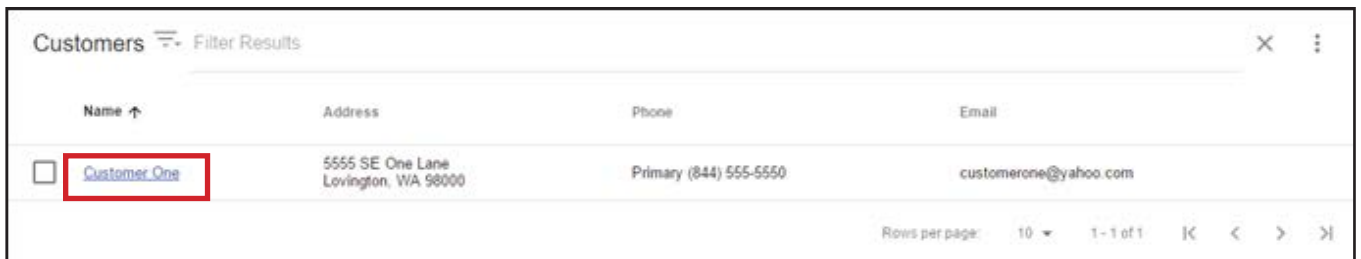 Customers Filter Results
Name Address Phone Email
Customer One 5555 SE One Lane Primary (844) 555-5550 customerone@yahoo.com
Lovington, WA 98000
Rows per page: 10 1 - 1 of 1